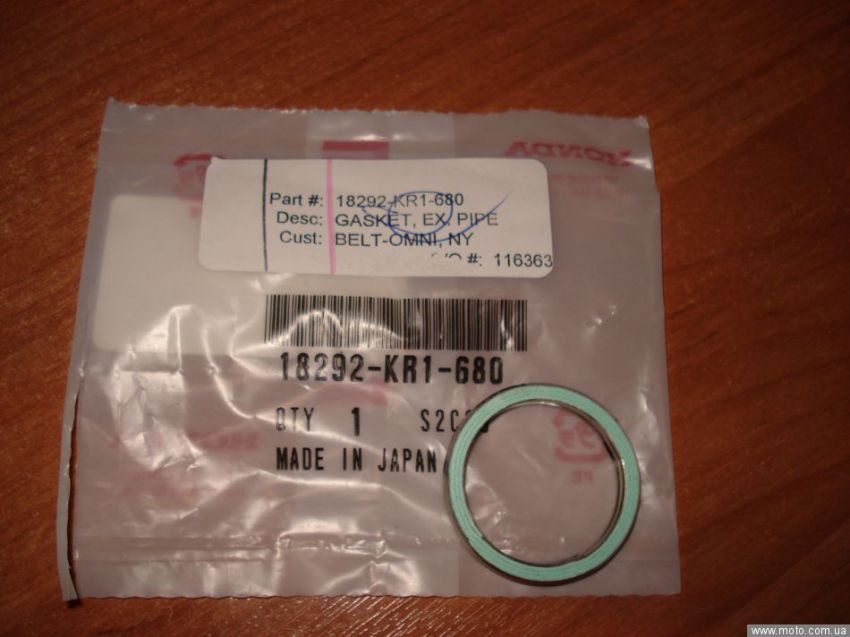 HONDA
Part #: 18292-KR1-680
Desc: GASKET, EX. PIPE
Cust: BELT-OMNI, NY
#: 116363
18292-KR1-680
QTY 1
MADE IN JAPAN
PE
www.moto.com.ua